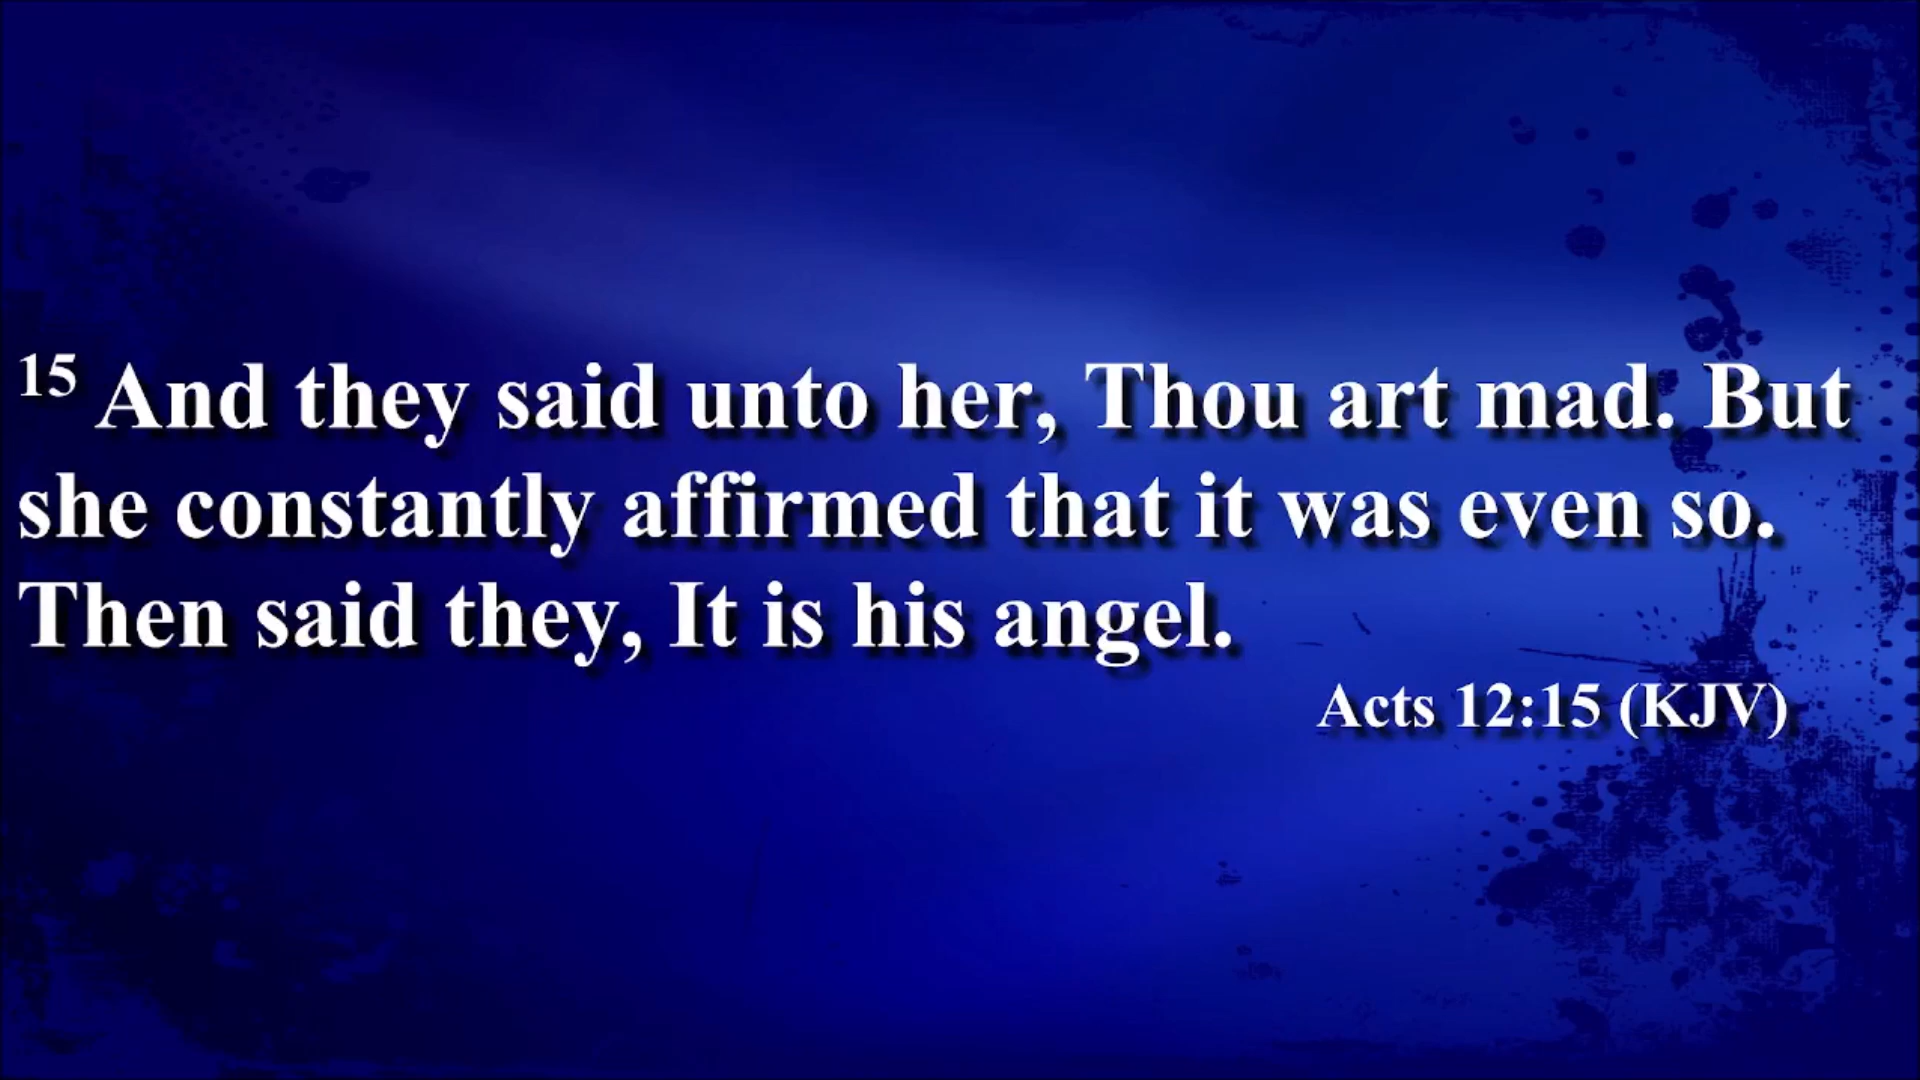 15 And they said unto her, Thou art mad. But
she constantly affirmed that it was even so.
Then said they, It is his angel.
Acts 12:15 (KJV)